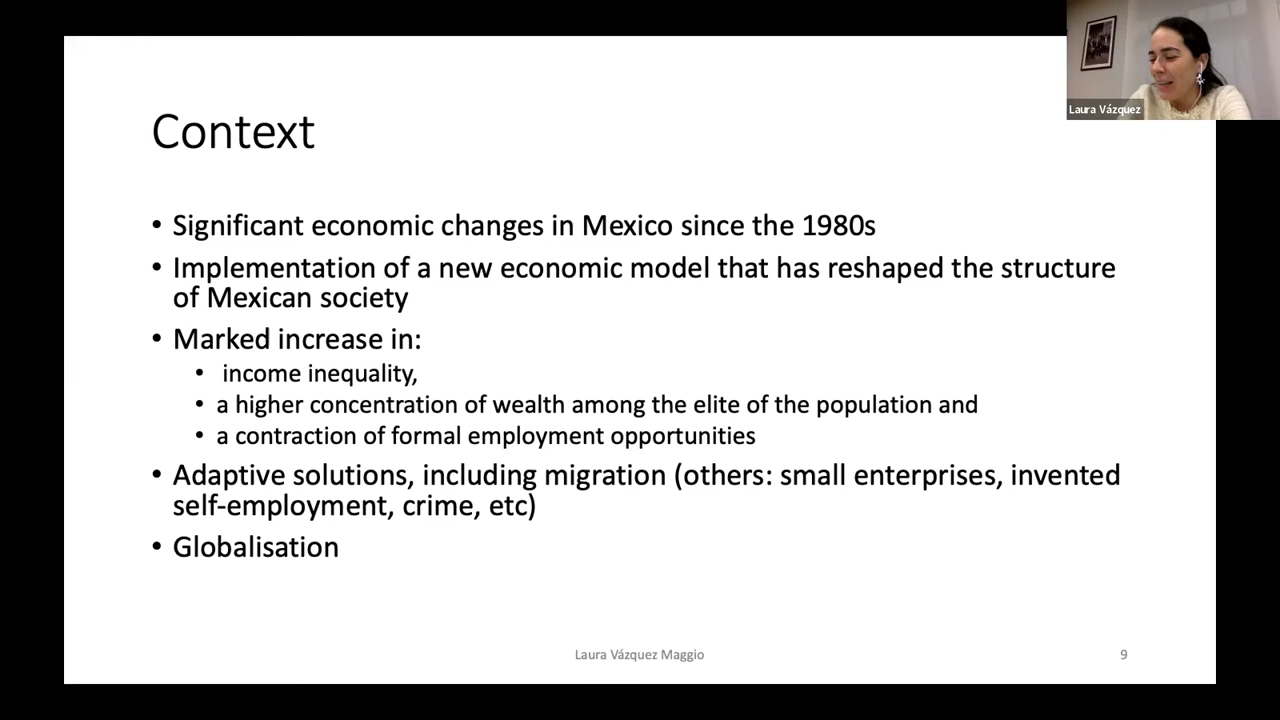 Laura Vázquez
Context
• Significant economic changes in Mexico since the 1980s
• Implementation of a new economic model that has reshaped the structure
of Mexican society
• Marked increase in:
• income inequality,
• a higher concentration of wealth among the elite of the population and
• a contraction of formal employment opportunities
• Adaptive solutions, including migration (others: small enterprises, invented
self-employment, crime, etc)
• Globalisation
Laura Vázquez Maggio
9